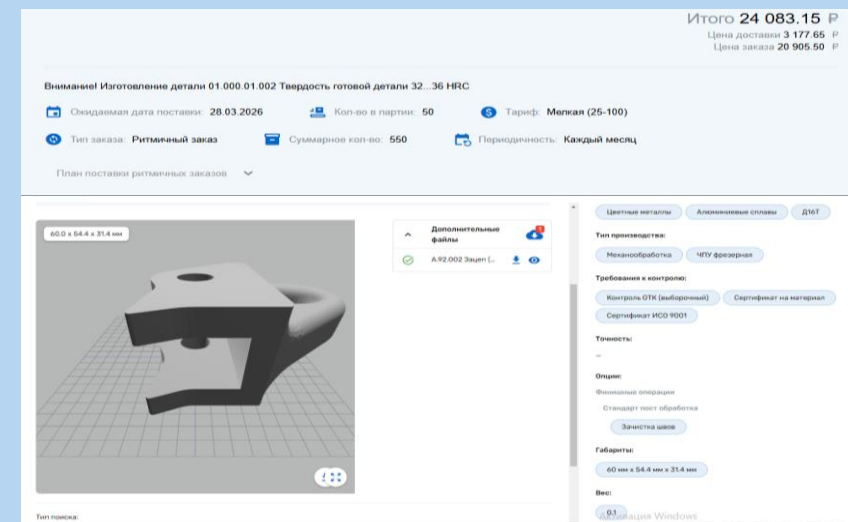 Итого 24 083.15 ₽
Цена доставки 3 177.65 ₽
Цена заказа 20 905.50 ₽
Внимание! Изготовление детали 01.000.01.002 Твердость готовой детали 32...36 HRC
Ожидаемая дата поставки: 28.03.2026 Кол-во в партии: 50 Тариф: Мелкая (25-100)
Тип заказа: Ритмичный заказ Суммарное кол-во: 550 Периодичность: Каждый месяц
План поставки ритмичных заказов
60.0 x 54.4 x 31.4 мм
Дополнительные
файлы
1
A.92.002 Зацеп (...
Цветные металлы Алюминиевые сплавы Д16Т
Тип производства:
Механообработка ЧПУ фрезерная
Требования к контролю:
Контроль ОТК (выборочный) Сертификат на материал
Сертификат ИСО 9001
Точность:
—
Опции:
Финишные операции
Стандарт пост обработка
Зачистка швов
Габариты:
60 мм x 54.4 мм x 31.4 мм
Вес:
0.1
Активация Windows
Тип поиска: